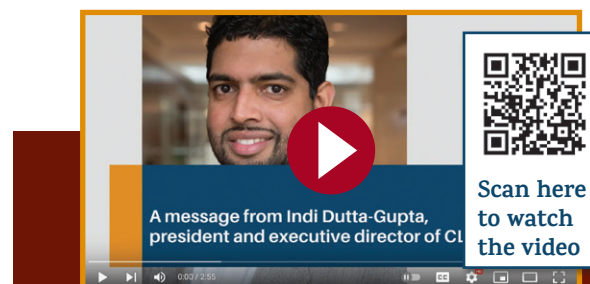 A message from Indi Dutta-Gupta,
president and executive director of CL
0:03 / 2:55
CC
Scan here
to watch
the video